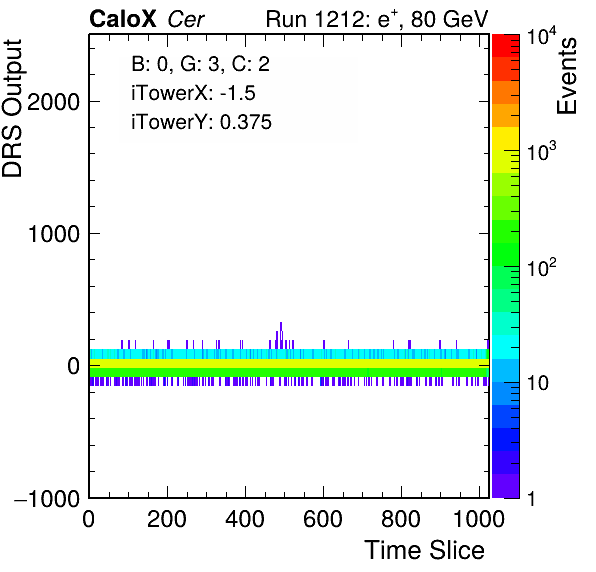 CaloX Cer Run 1212: e+, 80 GeV
B: 0, G: 3, C: 2
iTowerX: -1.5
iTowerY: 0.375
DRS Output
2000
1000
0
−1000
0 200 400 600 800 1000
Time Slice
Events
10^4
10^3
10^2
10
1